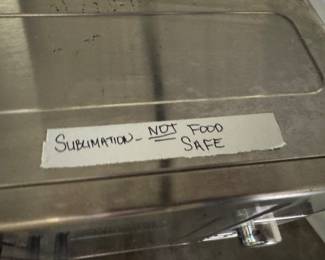 SUBLIMATION - NOT FOOD
SAFE